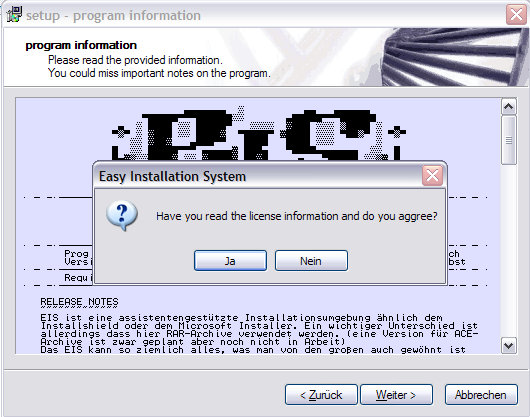 setup - program information
program information
Please read the provided information.
You could miss important notes on the program.
Easy Installation System
Have you read the license information and do you aggree?
Ja
Nein
Prog
ch
Versi
bst
Requi
RELEASE NOTES
EIS ist eine assistentengestützte Installationsumgebung ähnlich dem
Installshield oder dem Microsoft Installer. Ein wichtiger Unterschied ist
allerdings dass hier RAR-Archive verwendet werden. (eine Version für ACE-
Archive ist zwar geplant aber noch nicht in Arbeit)
Das EIS kann so ziemlich alles, was man von den großen auch gewöhnt ist
< Zurück
Weiter >
Abbrechen